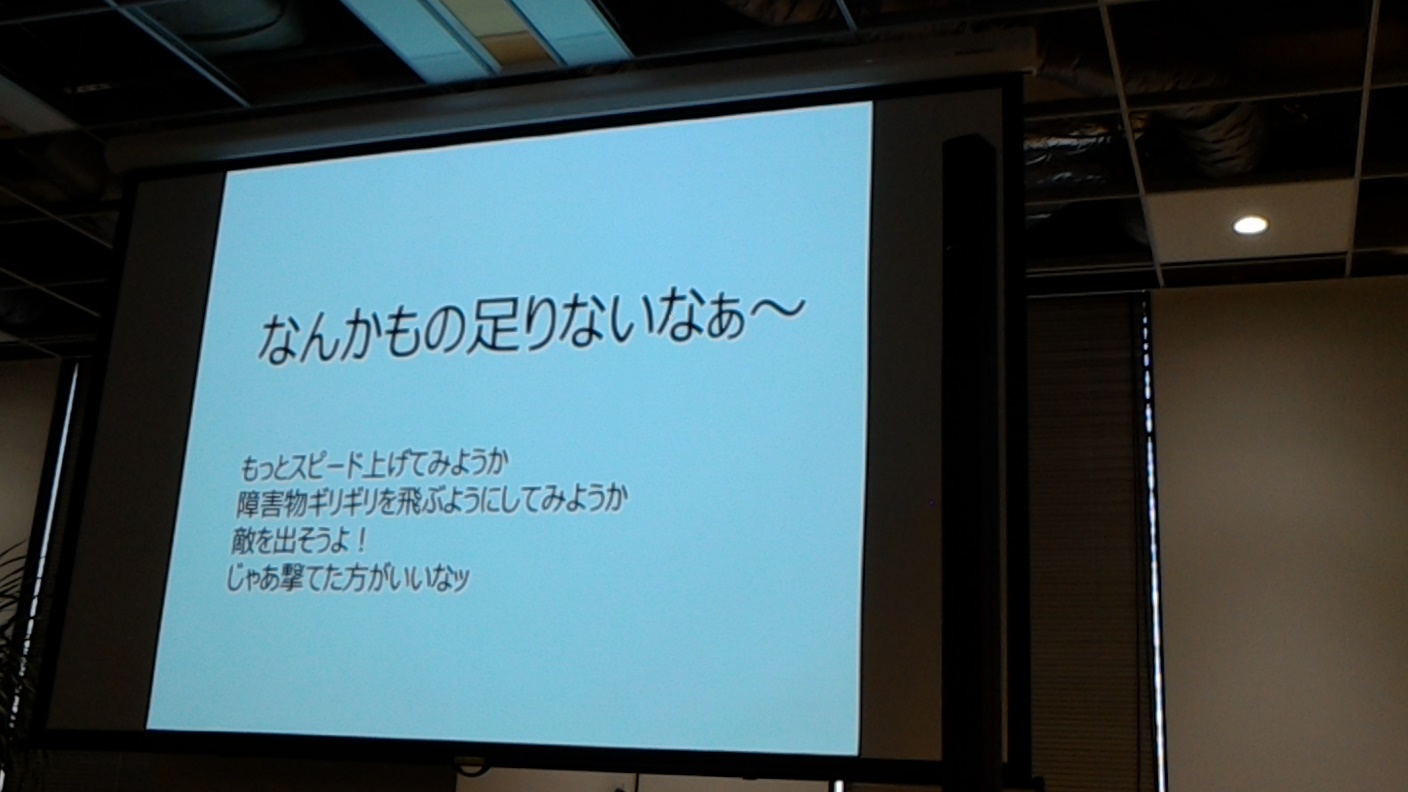 なんかもの足りないなぁ～
もっとスピード上げてみようか
障害物ギリギリを飛ぶようにしてみようか
敵を出そうよ！
じゃあ撃てた方がいいなッ